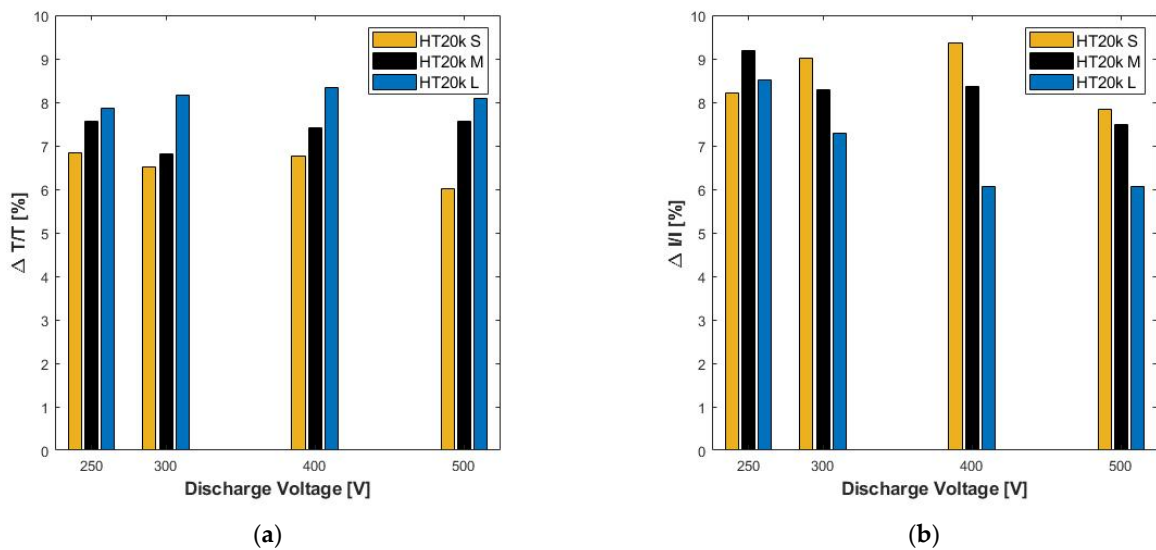 10
9
8
7
6
5
4
3
2
1
0
△ T/T [%]
HT20k S
HT20k M
HT20k L
250 300 400 500
Discharge Voltage [V]
(a)
10
9
8
7
6
5
4
3
2
1
0
△ I/I [%]
HT20k S
HT20k M
HT20k L
250 300 400 500
Discharge Voltage [V]
(b)